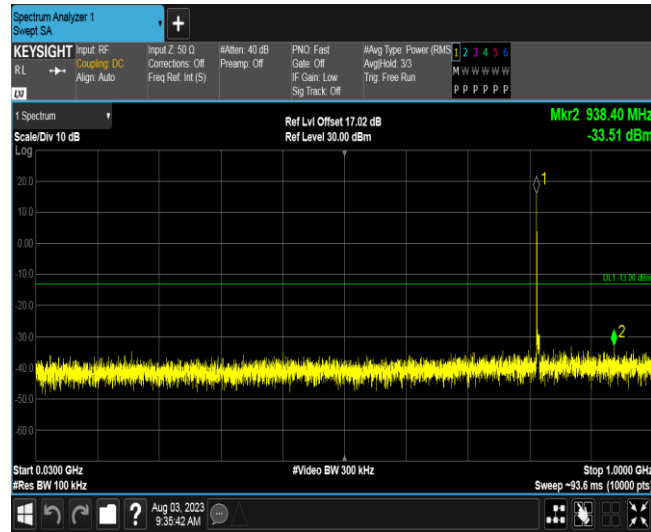 Spectrum Analyzer 1
Swept SA
KEYSIGHT
RL
LXI
Input: RF
Coupling: DC
Align: Auto
Input Z: 50 Ω
Corrections: Off
Freq Ref: Int (S)
#Atten: 40 dB
Preamp: Off
PNO: Fast
Gate: Off
IF Gain: Low
Sig Track: Off
#Avg Type: Power (RMS
Avg|Hold: 3/3
Trig: Free Run
1 2 3 4 5 6
M W W W W W
P P P P P P
1 Spectrum
Scale/Div 10 dB
Log
Ref Lvl Offset 17.02 dB
Ref Level 30.00 dBm
Mkr2 938.40 MHz
-33.51 dBm
1
20.0
10.0
0.00
-10.0
DL1 -13.00 dBm
-20.0
-30.0
2
-40.0
-50.0
-60.0
Start 0.0300 GHz
#Video BW 300 kHz
Stop 1.0000 GHz
#Res BW 100 kHz
Sweep ~93.6 ms (10000 pts)
?
Aug 03, 2023
9:35:42 AM